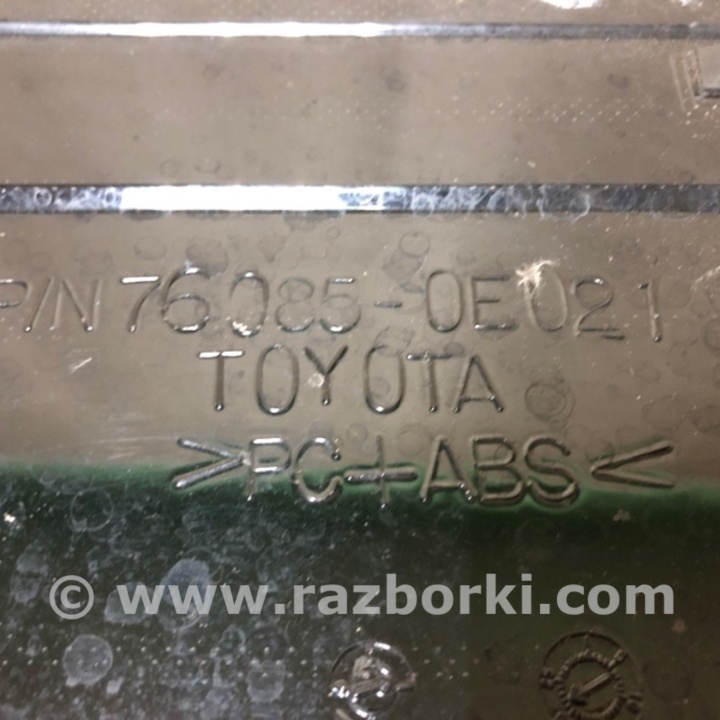 P/N 76085-0E021
TOYOTA
>PC+ABS<
© www.razborki.com